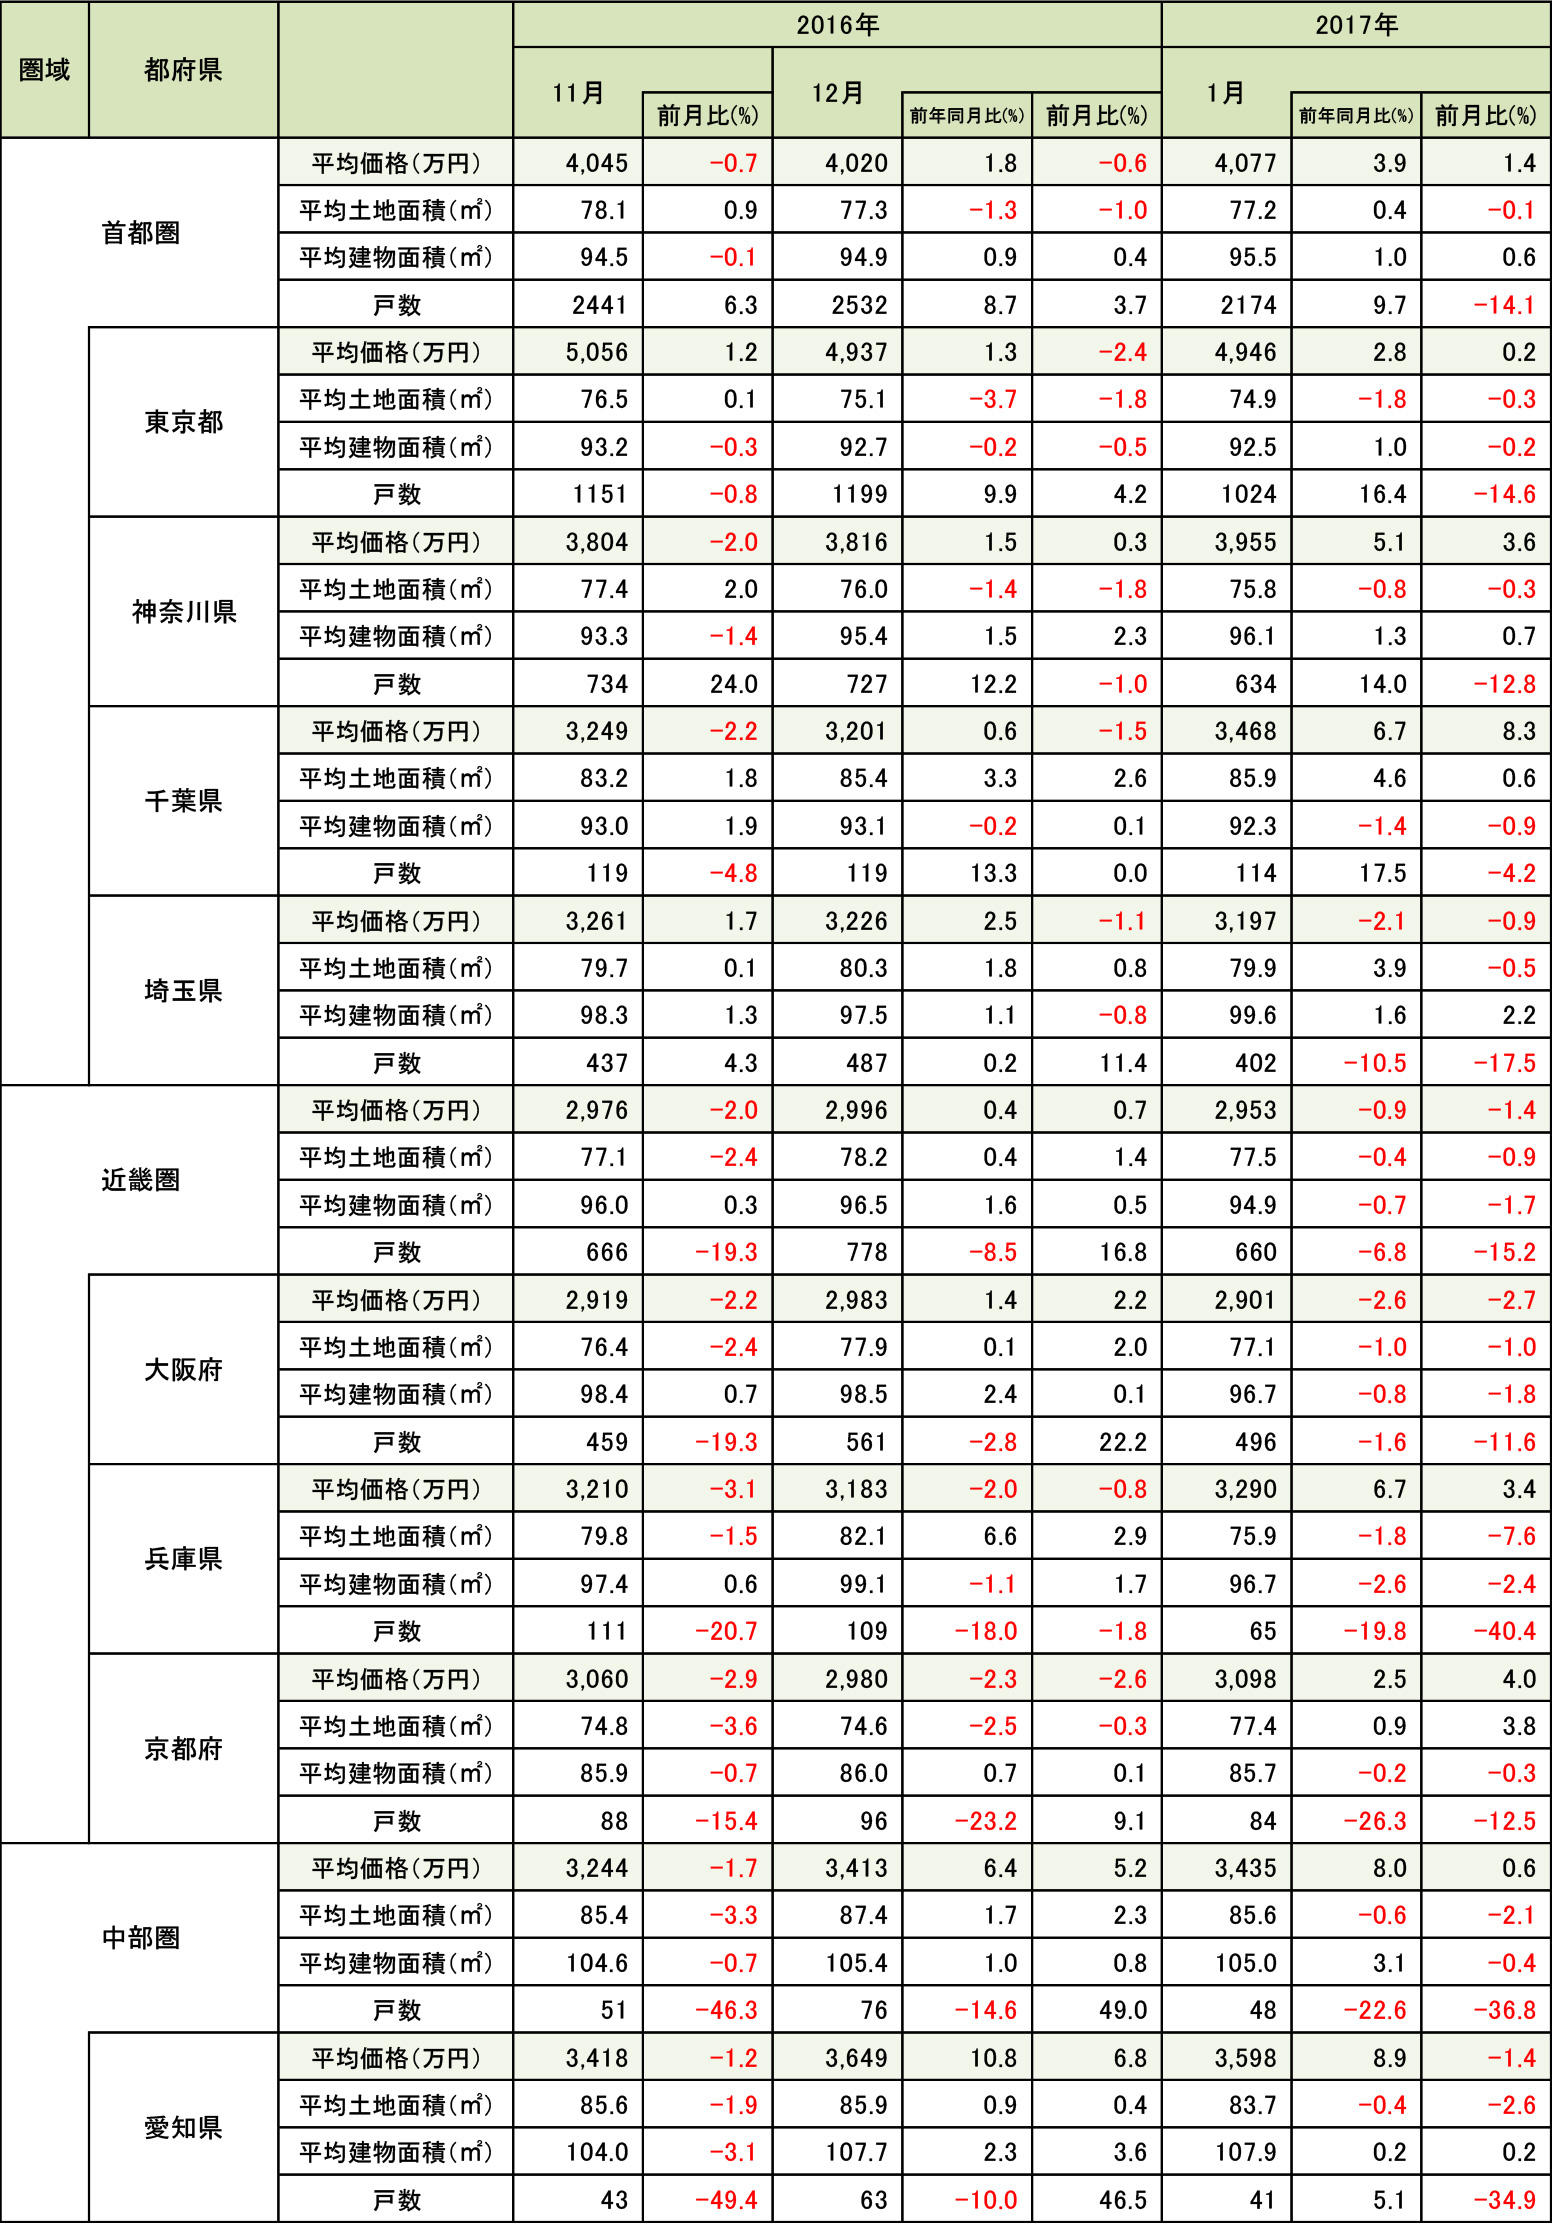 2016年 2017年
圏域 都府県 11月 12月 1月
前月比(%) 前年同月比(%) 前月比(%) 前年同月比(%) 前月比(%)
首都圏
平均価格(万円) 4,045 -0.7 4,020 1.8 -0.6 4,077 3.9 1.4
平均土地面積(㎡) 78.1 0.9 77.3 -1.3 -1.0 77.2 0.4 -0.1
平均建物面積(㎡) 94.5 -0.1 94.9 0.9 0.4 95.5 1.0 0.6
戸数 2441 6.3 2532 8.7 3.7 2174 9.7 -14.1
東京都
平均価格(万円) 5,056 1.2 4,937 1.3 -2.4 4,946 2.8 0.2
平均土地面積(㎡) 76.5 0.1 75.1 -3.7 -1.8 74.9 -1.8 -0.3
平均建物面積(㎡) 93.2 -0.3 92.7 -0.2 -0.5 92.5 1.0 -0.2
戸数 1151 -0.8 1199 9.9 4.2 1024 16.4 -14.6
神奈川県
平均価格(万円) 3,804 -2.0 3,816 1.5 0.3 3,955 5.1 3.6
平均土地面積(㎡) 77.4 2.0 76.0 -1.4 -1.8 75.8 -0.8 -0.3
平均建物面積(㎡) 93.3 -1.4 95.4 1.5 2.3 96.1 1.3 0.7
戸数 734 24.0 727 12.2 -1.0 634 14.0 -12.8
千葉県
平均価格(万円) 3,249 -2.2 3,201 0.6 -1.5 3,468 6.7 8.3
平均土地面積(㎡) 83.2 1.8 85.4 3.3 2.6 85.9 4.6 0.6
平均建物面積(㎡) 93.0 1.9 93.1 -0.2 0.1 92.3 -1.4 -0.9
戸数 119 -4.8 119 13.3 0.0 114 17.5 -4.2
埼玉県
平均価格(万円) 3,261 1.7 3,226 2.5 -1.1 3,197 -2.1 -0.9
平均土地面積(㎡) 79.7 0.1 80.3 1.8 0.8 79.9 3.9 -0.5
平均建物面積(㎡) 98.3 1.3 97.5 1.1 -0.8 99.6 1.6 2.2
戸数 437 4.3 487 0.2 11.4 402 -10.5 -17.5
近畿圏
平均価格(万円) 2,976 -2.0 2,996 0.4 0.7 2,953 -0.9 -1.4
平均土地面積(㎡) 77.1 -2.4 78.2 0.4 1.4 77.5 -0.4 -0.9
平均建物面積(㎡) 96.0 0.3 96.5 1.6 0.5 94.9 -0.7 -1.7
戸数 666 -19.3 778 -8.5 16.8 660 -6.8 -15.2
大阪府
平均価格(万円) 2,919 -2.2 2,983 1.4 2.2 2,901 -2.6 -2.7
平均土地面積(㎡) 76.4 -2.4 77.9 0.1 2.0 77.1 -1.0 -1.0
平均建物面積(㎡) 98.4 0.7 98.5 2.4 0.1 96.7 -0.8 -1.8
戸数 459 -19.3 561 -2.8 22.2 496 -1.6 -11.6
兵庫県
平均価格(万円) 3,210 -3.1 3,183 -2.0 -0.8 3,290 6.7 3.4
平均土地面積(㎡) 79.8 -1.5 82.1 6.6 2.9 75.9 -1.8 -7.6
平均建物面積(㎡) 97.4 0.6 99.1 -1.1 1.7 96.7 -2.6 -2.4
戸数 111 -20.7 109 -18.0 -1.8 65 -19.8 -40.4
京都府
平均価格(万円) 3,060 -2.9 2,980 -2.3 -2.6 3,098 2.5 4.0
平均土地面積(㎡) 74.8 -3.6 74.6 -2.5 -0.3 77.4 0.9 3.8
平均建物面積(㎡) 85.9 -0.7 86.0 0.7 0.1 85.7 -0.2 -0.3
戸数 88 -15.4 96 -23.2 9.1 84 -26.3 -12.5
中部圏
平均価格(万円) 3,244 -1.7 3,413 6.4 5.2 3,435 8.0 0.6
平均土地面積(㎡) 85.4 -3.3 87.4 1.7 2.3 85.6 -0.6 -2.1
平均建物面積(㎡) 104.6 -0.7 105.4 1.0 0.8 105.0 3.1 -0.4
戸数 51 -46.3 76 -14.6 49.0 48 -22.6 -36.8
愛知県
平均価格(万円) 3,418 -1.2 3,649 10.8 6.8 3,598 8.9 -1.4
平均土地面積(㎡) 85.6 -1.9 85.9 0.9 0.4 83.7 -0.4 -2.6
平均建物面積(㎡) 104.0 -3.1 107.7 2.3 3.6 107.9 0.2 0.2
戸数 43 -49.4 63 -10.0 46.5 41 5.1 -34.9